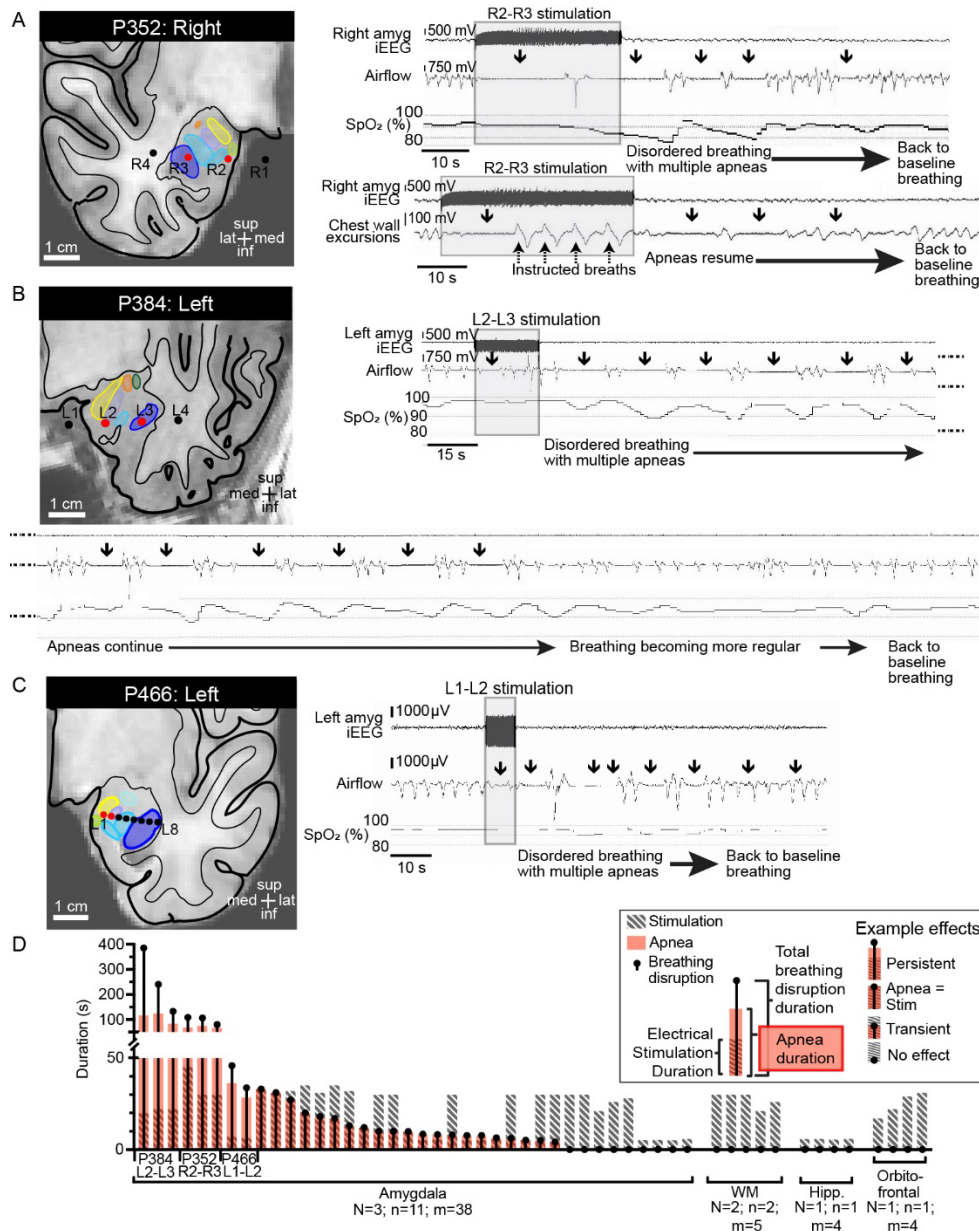 A
P352: Right
R4
R3
R2
R1
sup
lat med
inf
1 cm
R2-R3 stimulation
Right amyg
iEEG
500 mV
Airflow
750 mV
SpO₂ (%)
100
80
10 s
Disordered breathing
with multiple apneas
Back to
baseline
breathing
R2-R3 stimulation
Right amyg
iEEG
500 mV
Chest wall
excursions
100 mV
10 s
Instructed breaths
Apneas resume
Back to
baseline
breathing
B
P384: Left
L1
L2
L3
L4
sup
med lat
inf
1 cm
L2-L3 stimulation
Left amyg
iEEG
500 mV
750 mV
Airflow
SpO₂ (%)
100
90
80
15 s
Disordered breathing
with multiple apneas
Apneas continue
Breathing becoming more regular
Back to
baseline
breathing
C
P466: Left
L1
L8
sup
med lat
inf
1 cm
L1-L2 stimulation
Left amyg
iEEG
1000µV
1000µV
Airflow
SpO₂ (%)
100
80
10 s
Disordered breathing
with multiple apneas
Back to baseline
breathing
D
Duration (s)
400
300
200
100
50
0
P384
L2-L3
P352
R2-R3
P466
L1-L2
Amygdala
N=3; n=11; m=38
WM
N=2; n=2;
m=5
Hipp.
N=1; n=1;
m=4
Orbito-
frontal
N=1; n=1;
m=4
Stimulation
Apnea
Breathing
disruption
Electrical
Stimulation
Duration
Total
breathing
disruption
duration
Apnea
duration
Example effects
Persistent
Apnea =
Stim
Transient
No effect